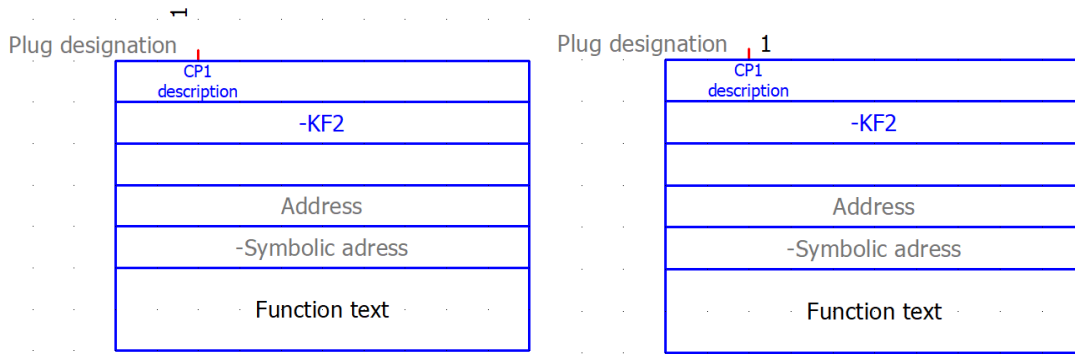 1
Plug designation
CP1
description
-KF2
Address
-Symbolic adress
Function text
Plug designation 1
CP1
description
-KF2
Address
-Symbolic adress
Function text